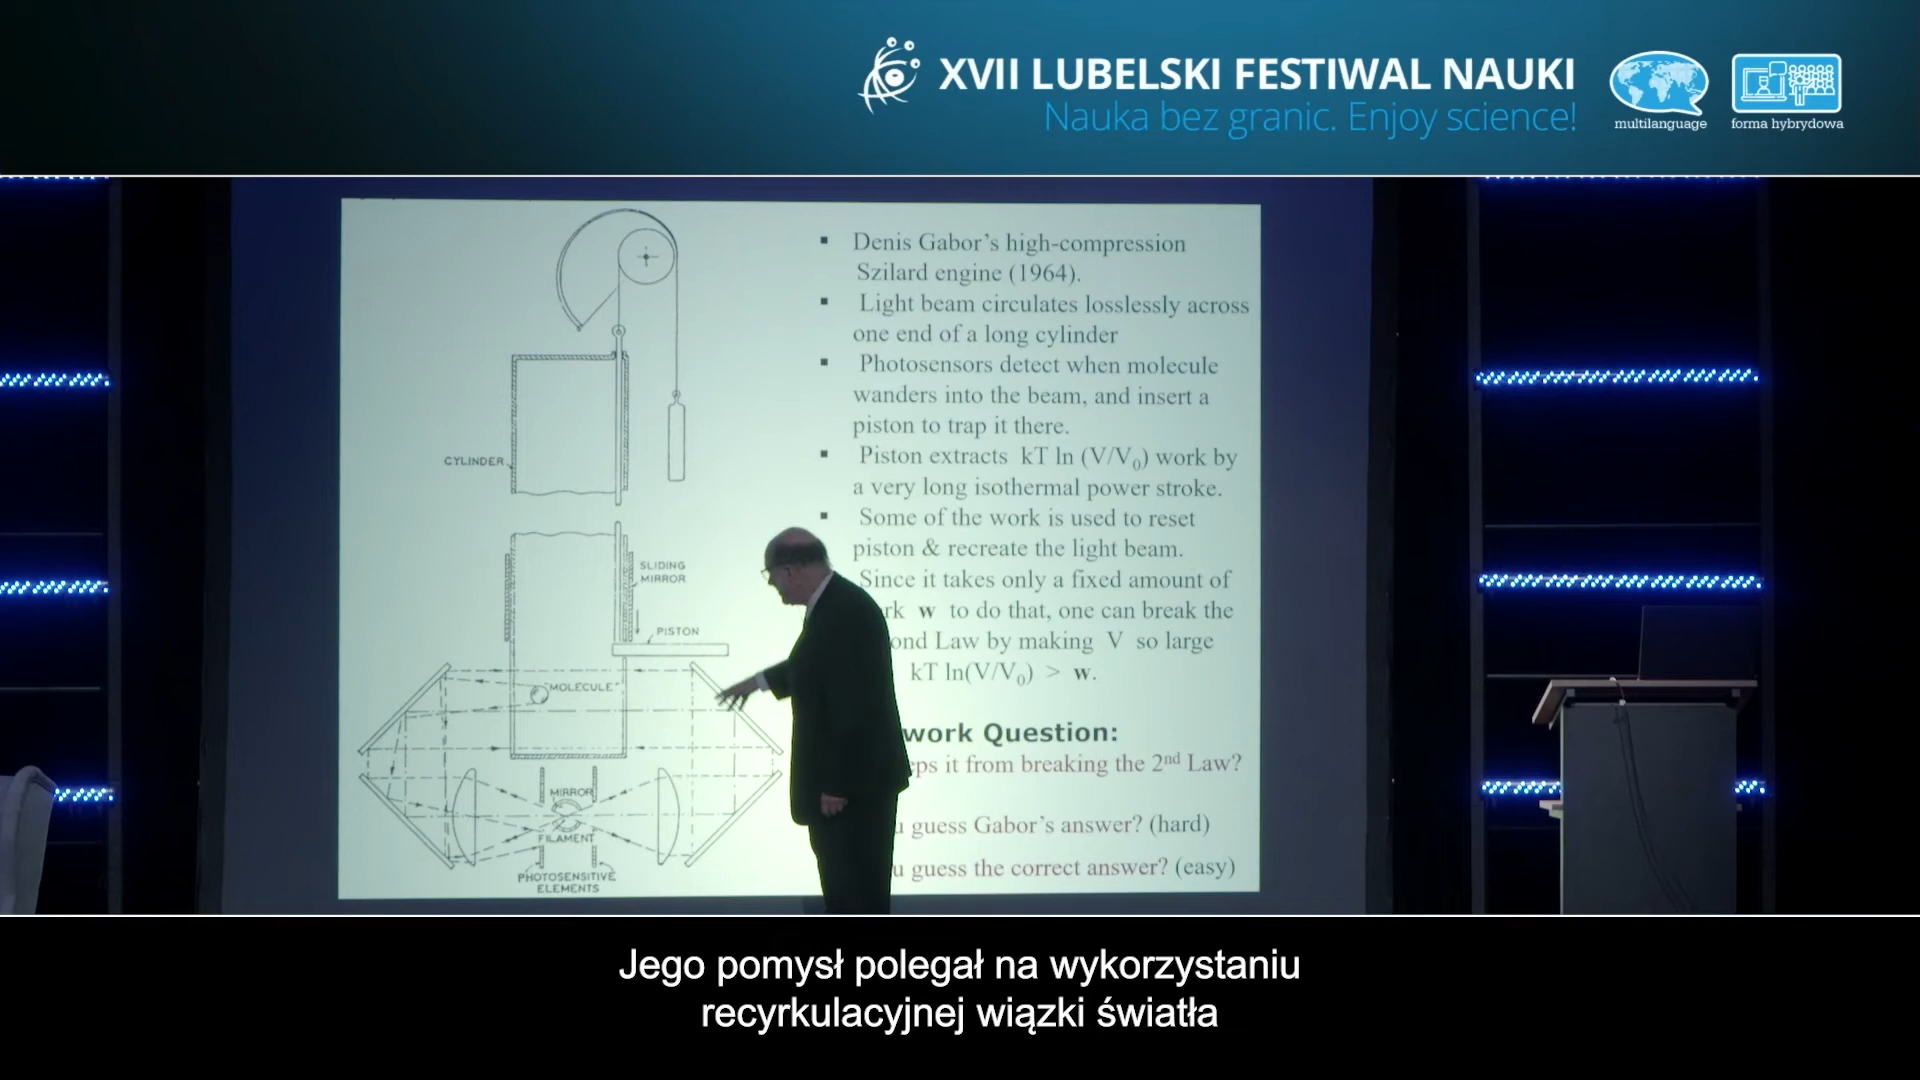 XVII LUBELSKI FESTIWAL NAUKI
Nauka bez granic. Enjoy science!
multilanguage
forma hybrydowa
CYLINDER
SLIDING
MIRROR
PISTON
MOLECULE
MIRROR
FILAMENT
PHOTOSENSITIVE
ELEMENTS
▪ Denis Gabor's high-compression
Szilard engine (1964).
▪ Light beam circulates losslessly across
one end of a long cylinder
▪ Photosensors detect when molecule
wanders into the beam, and insert a
piston to trap it there.
▪ Piston extracts kT ln (V/V₀) work by
a very long isothermal power stroke.
▪ Some of the work is used to reset
piston & recreate the light beam.
Since it takes only a fixed amount of
rk w to do that, one can break the
ond Law by making V so large
kT ln(V/V₀) > w.
work Question:
eps it from breaking the 2nd Law?
u guess Gabor's answer? (hard)
u guess the correct answer? (easy)
Jego pomysł polegał na wykorzystaniu
recyrkulacyjnej wiązki światła